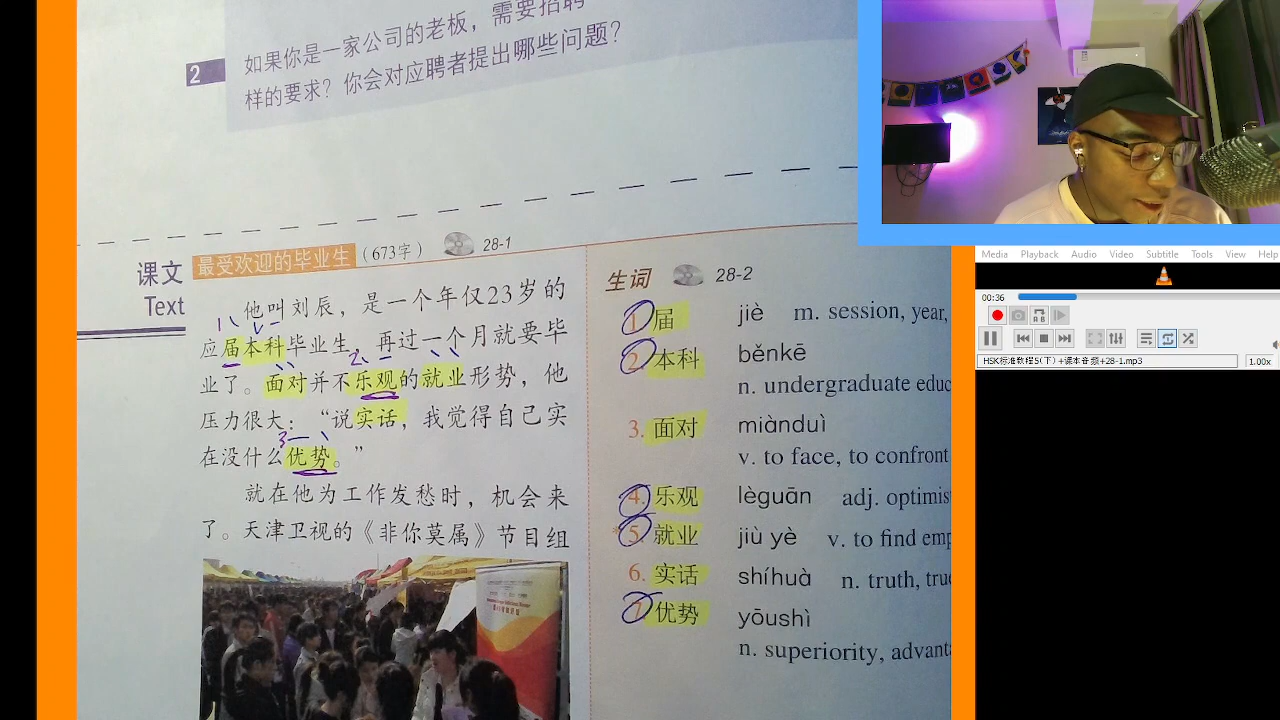 2
如果你是一家公司的老板，需要招聘
样的要求？你会对应聘者提出哪些问题？
课文
Text
最受欢迎的毕业生（673字） 28-1
他叫刘辰，是一个年仅23岁的
应届本科毕业生，再过一个月就要毕
业了。面对并不乐观的就业形势，他
压力很大：“说实话，我觉得自己实
在没什么优势。”
就在他为工作发愁时，机会来
了。天津卫视的《非你莫属》节目组
生词 28-2
1. 届 jiè m. session, year,
2. 本科 běnkē
n. undergraduate educ
3. 面对 miànduì
v. to face, to confront
4. 乐观 lèguān adj. optimis
*5. 就业 jiù yè v. to find emp
6. 实话 shíhuà n. truth, true
7. 优势 yōushì
n. superiority, advanta
Media Playback Audio Video Subtitle Tools View Help
00:36
HSK标准教程5(下)+课本音频+28-1.mp3
1.00x